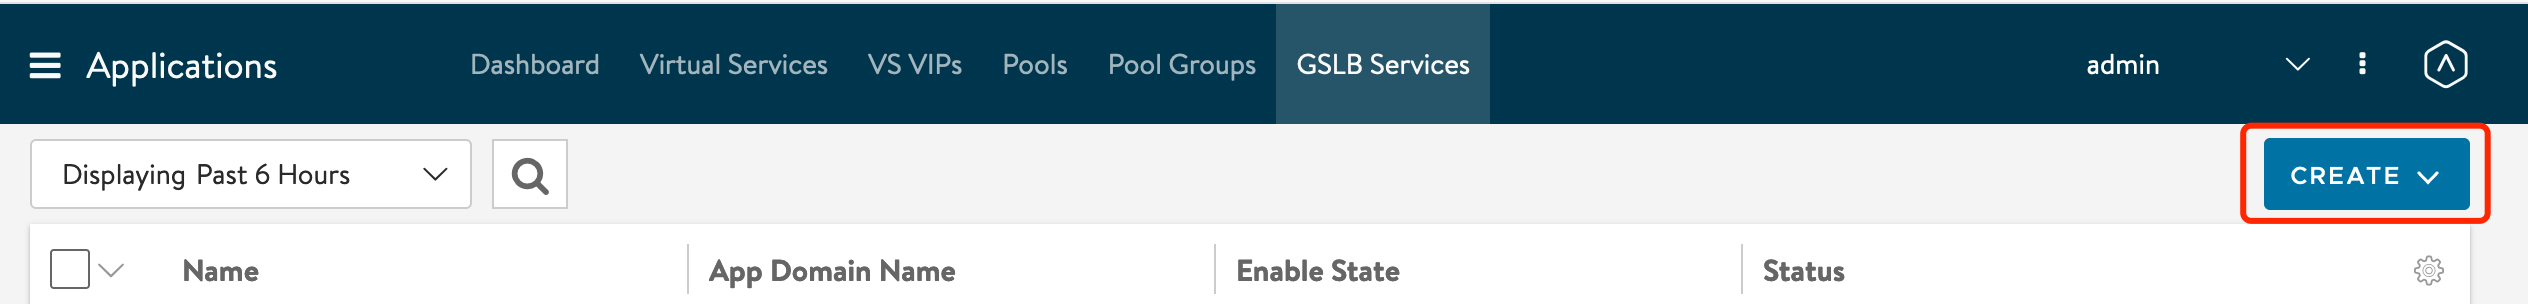 Applications Dashboard Virtual Services VS VIPs Pools Pool Groups GSLB Services admin
Displaying Past 6 Hours CREATE
Name App Domain Name Enable State Status